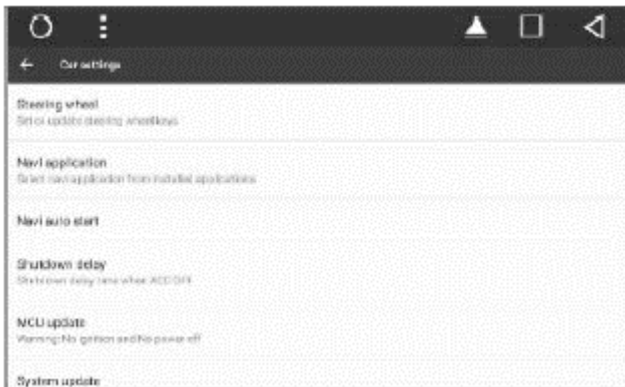 Car settings
Steering wheel
Set or update steering wheel keys
Navi application
Select navi application from installed applications
Navi auto start
Shutdown delay
Shutdown delay time when ACC OFF
MCU update
Warning: No ignition and No power off
System update